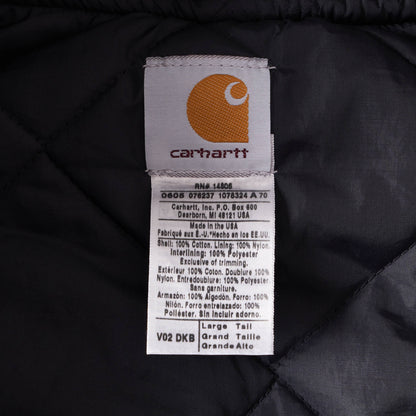 carhartt
RN# 14806
0605 076237 1076324 A 70
Carhartt, Inc. P.O. Box 600
Dearborn, MI 48121 USA
Made in the USA
Fabriqué aux É.-U. *Hecho en los EE.UU.
Shell: 100% Cotton. Lining: 100% Nylon.
Interlining: 100% Polyester
Exclusive of trimming.
Extérieur 100% Coton. Doublure 100%
Nylon. Entredoublure 100% Polyester
Sans garniture.
Armazón: 100% Algodón. Forro: 100%
Nylon. Forro entrelazado: 100%
Poliéster. Sin incluir adorno.
V02 DKB
Large Tall
Grand Taille
Grande Alto